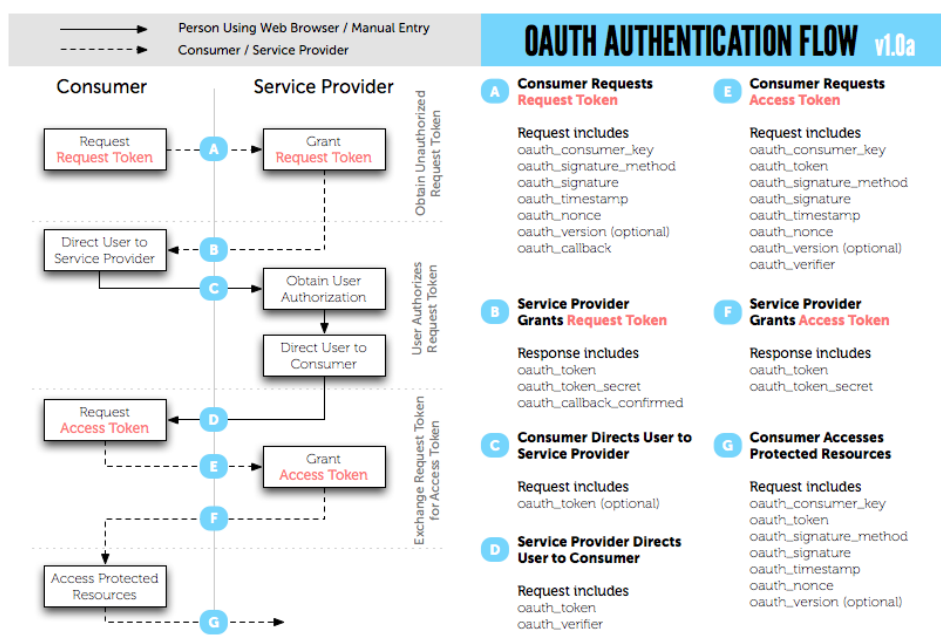 Person Using Web Browser / Manual Entry
Consumer / Service Provider
OAUTH AUTHENTICATION FLOW v1.0a
Consumer
Service Provider
Request
Request Token
A
Grant
Request Token
Obtain Unauthorized
Request Token
Direct User to
Service Provider
B
C
Obtain User
Authorization
Direct User to
Consumer
User Authorizes
Request Token
Request
Access Token
D
E
Grant
Access Token
F
Exchange Request Token
for Access Token
Access Protected
Resources
G
A
Consumer Requests
Request Token
Request includes
oauth_consumer_key
oauth_signature_method
oauth_signature
oauth_timestamp
oauth_nonce
oauth_version (optional)
oauth_callback
B
Service Provider
Grants Request Token
Response includes
oauth_token
oauth_token_secret
oauth_callback_confirmed
C
Consumer Directs User to
Service Provider
Request includes
oauth_token (optional)
D
Service Provider Directs
User to Consumer
Request includes
oauth_token
oauth_verifier
E
Consumer Requests
Access Token
Request includes
oauth_consumer_key
oauth_token
oauth_signature_method
oauth_signature
oauth_timestamp
oauth_nonce
oauth_version (optional)
oauth_verifier
F
Service Provider
Grants Access Token
Response includes
oauth_token
oauth_token_secret
G
Consumer Accesses
Protected Resources
Request includes
oauth_consumer_key
oauth_token
oauth_signature_method
oauth_signature
oauth_timestamp
oauth_nonce
oauth_version (optional)